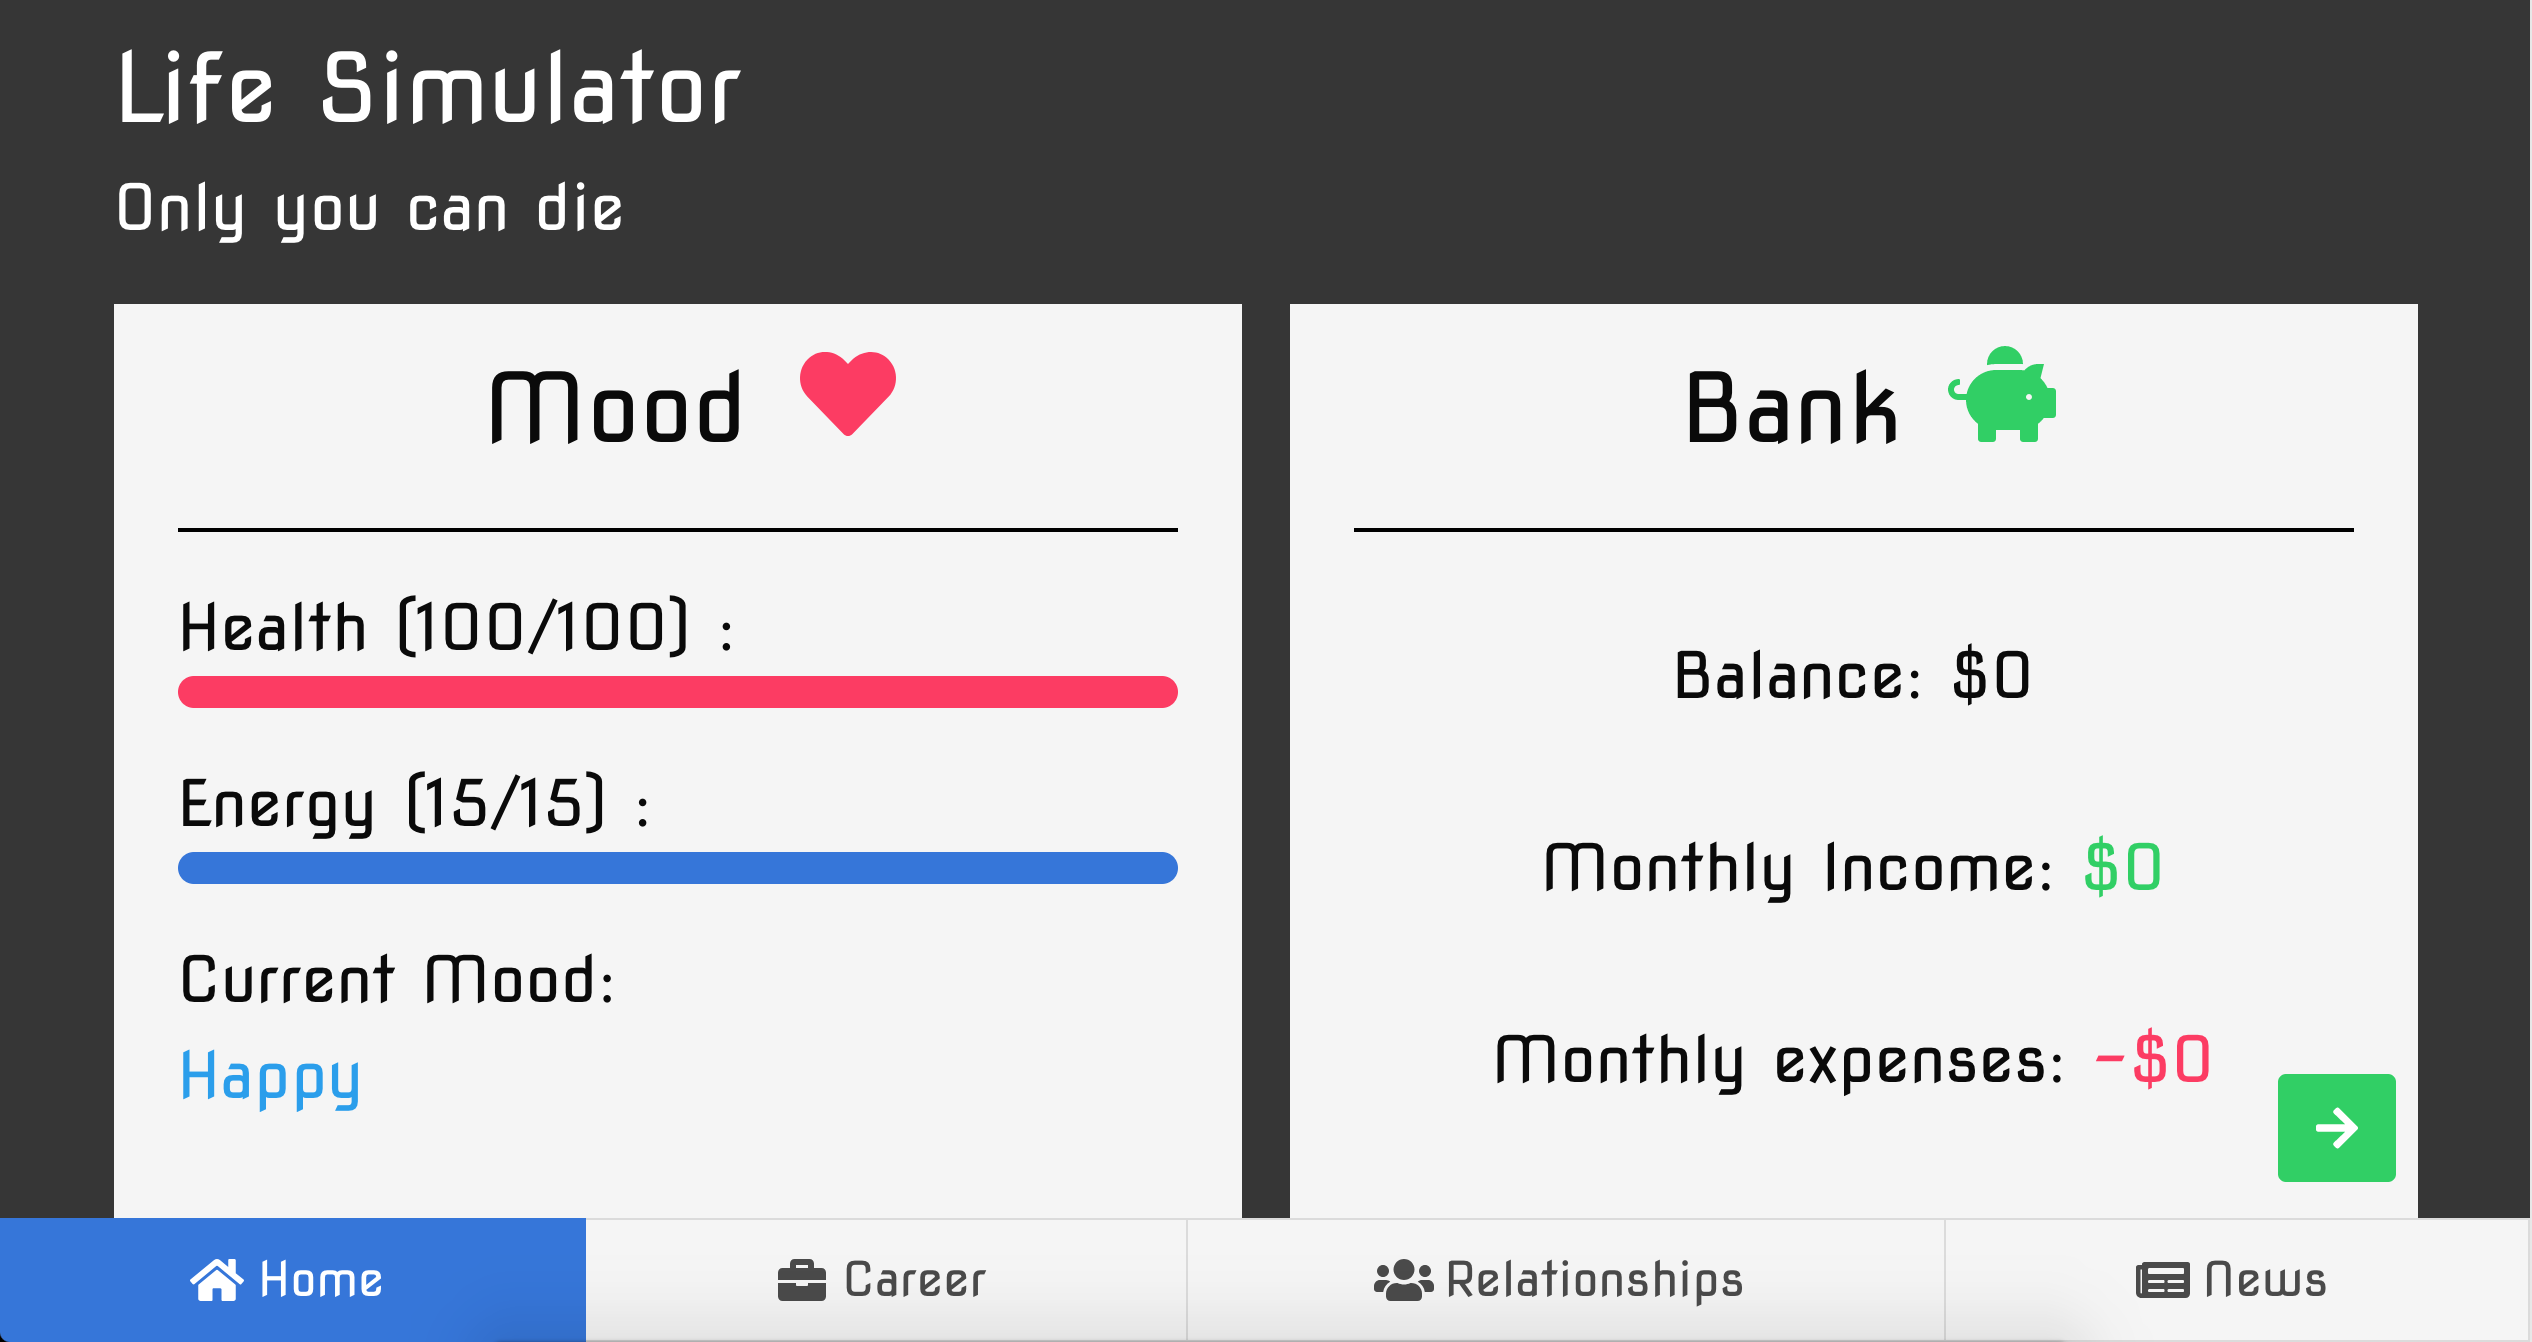 Life Simulator
Only you can die
Mood
Health (100/100) :
Energy (15/15) :
Current Mood:
Happy
Bank
Balance: $0
Monthly Income: $0
Monthly expenses: -$0
Home
Career
Relationships
News